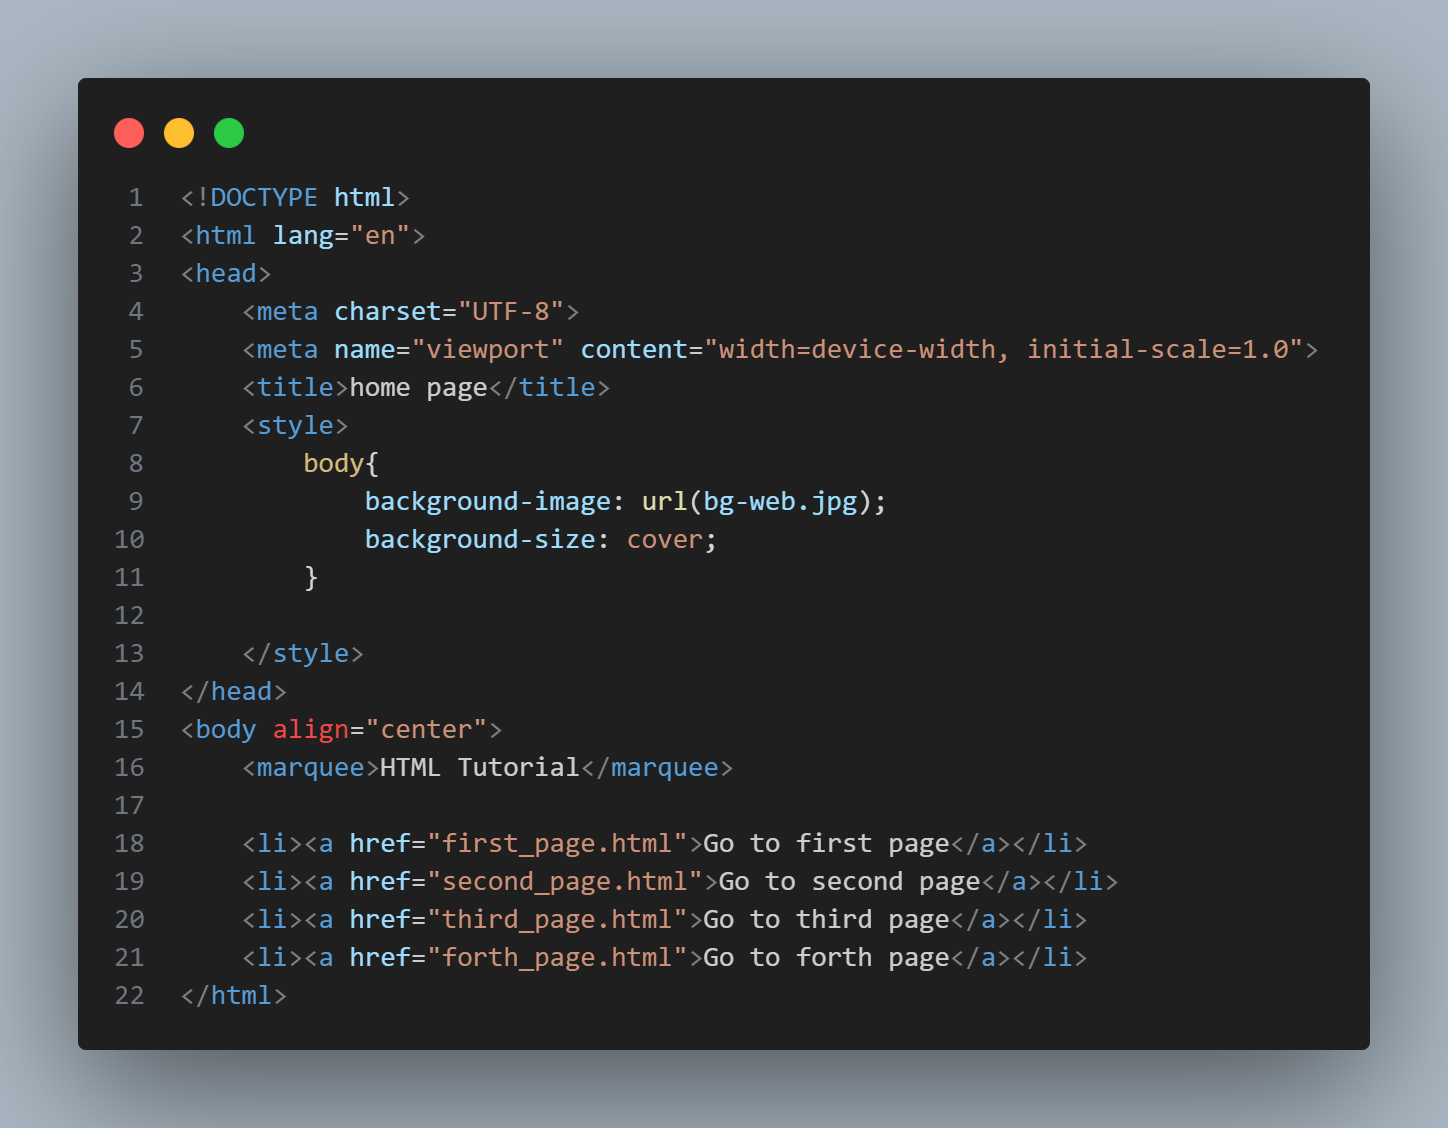 1 <!DOCTYPE html>
2 <html lang="en">
3 <head>
4     <meta charset="UTF-8">
5     <meta name="viewport" content="width=device-width, initial-scale=1.0">
6     <title>home page</title>
7     <style>
8         body{
9             background-image: url(bg-web.jpg);
10             background-size: cover;
11         }
12
13     </style>
14 </head>
15 <body align="center">
16     <marquee>HTML Tutorial</marquee>
17
18     <li><a href="first_page.html">Go to first page</a></li>
19     <li><a href="second_page.html">Go to second page</a></li>
20     <li><a href="third_page.html">Go to third page</a></li>
21     <li><a href="forth_page.html">Go to forth page</a></li>
22 </html>